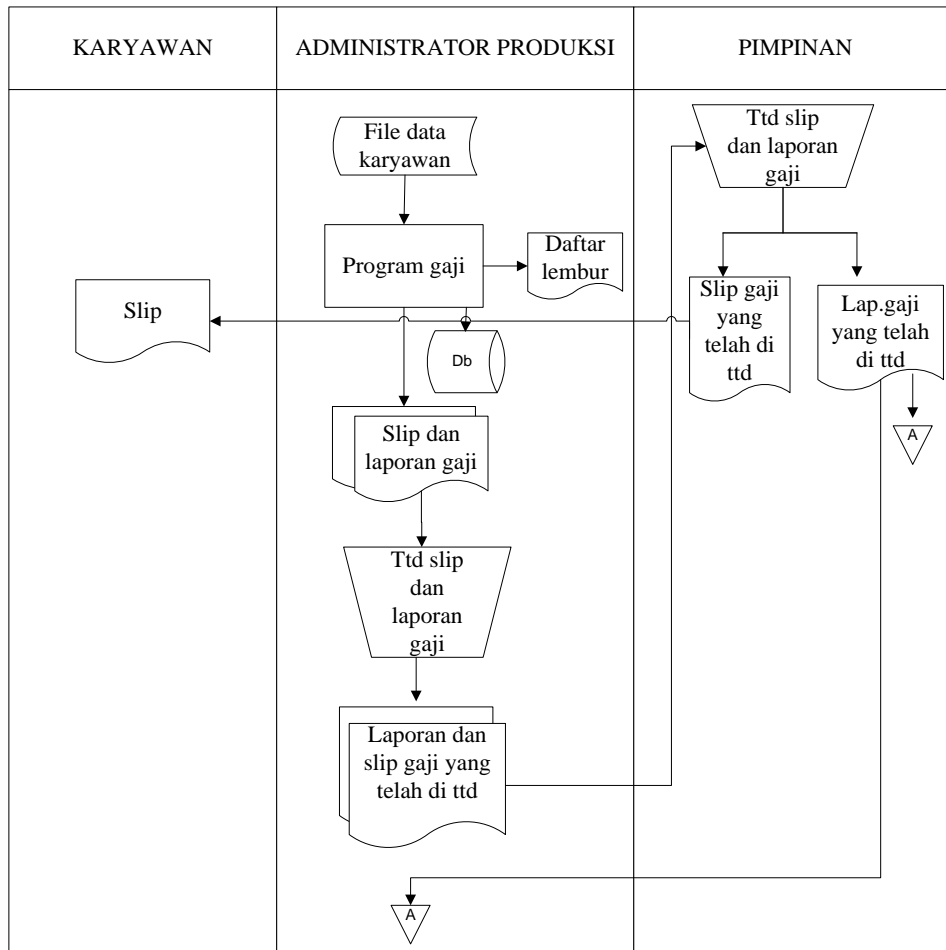 KARYAWAN
ADMINISTRATOR PRODUKSI
PIMPINAN
File data
karyawan
Program gaji
Daftar
lembur
Db
Slip
Slip dan
laporan gaji
Ttd slip
dan
laporan
gaji
Laporan dan
slip gaji yang
telah di ttd
A
Ttd slip
dan laporan
gaji
Slip gaji
yang
telah di
ttd
Lap.gaji
yang telah
di ttd
A